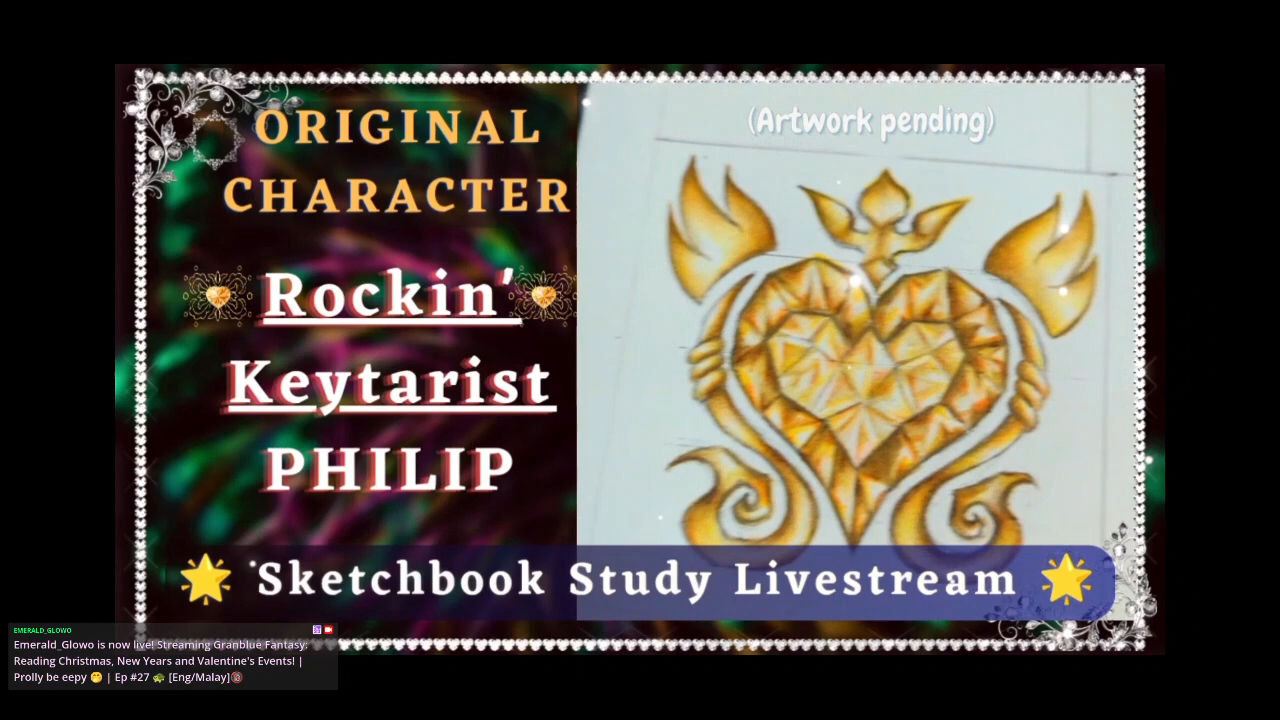 ORIGINAL
CHARACTER
(Artwork pending)
Rockin'
Keytarist
PHILIP
Sketchbook Study Livestream
EMERALD_GLOWO
Emerald_Glowo is now live! Streaming Granblue Fantasy:
Reading Christmas, New Years and Valentine's Events! |
Prolly be eepy 🤭 | Ep #27 🐢 [Eng/Malay]🔞